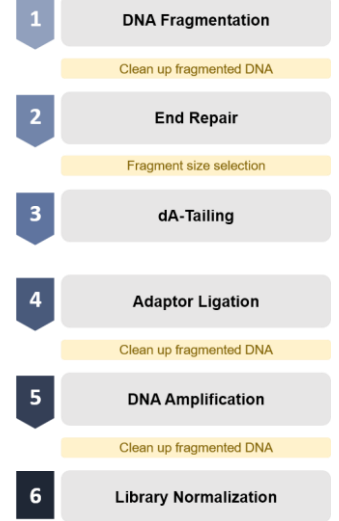 1 DNA Fragmentation
Clean up fragmented DNA
2 End Repair
Fragment size selection
3 dA-Tailing
4 Adaptor Ligation
Clean up fragmented DNA
5 DNA Amplification
Clean up fragmented DNA
6 Library Normalization